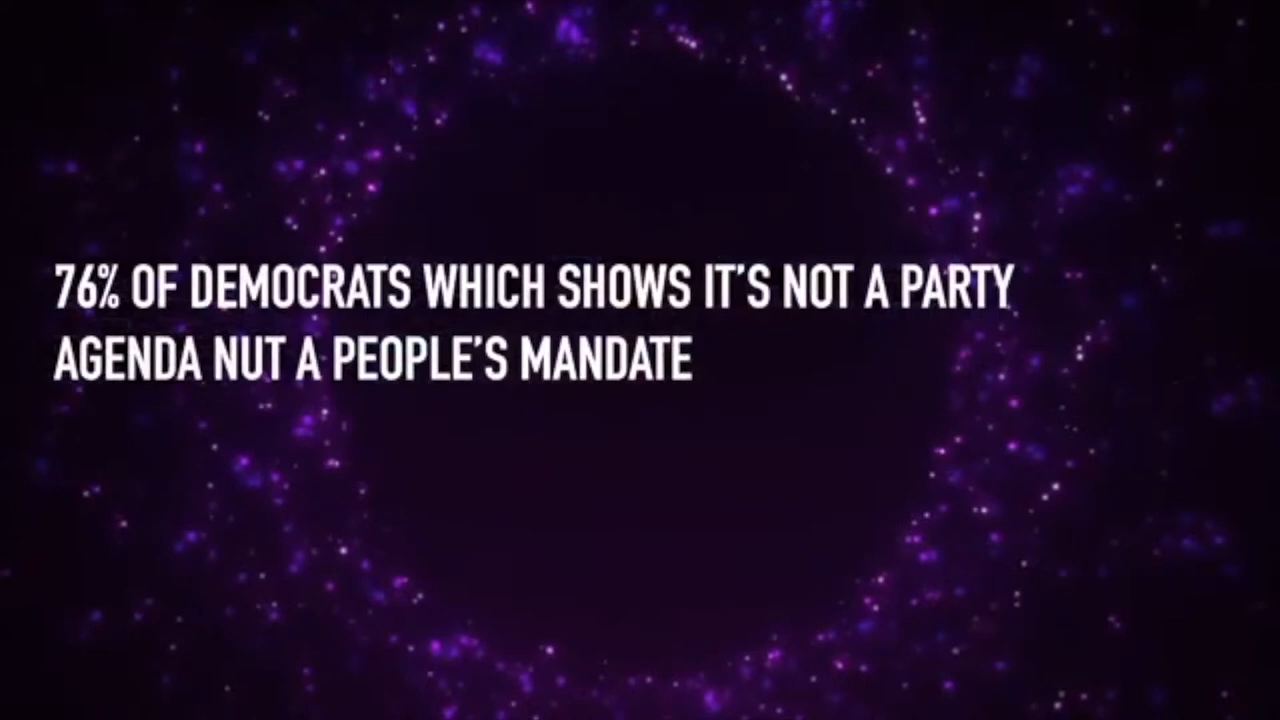 76% OF DEMOCRATS WHICH SHOWS IT'S NOT A PARTY
AGENDA NUT A PEOPLE'S MANDATE